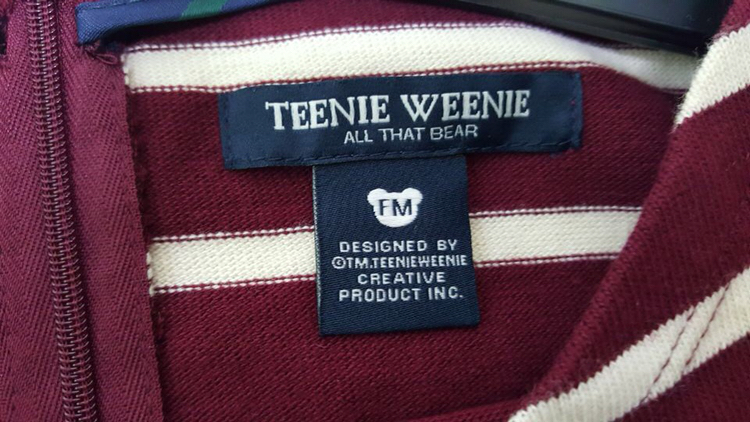 TEENIE WEENIE
ALL THAT BEAR
FM
DESIGNED BY
©TM.TEENIEWEENIE
CREATIVE
PRODUCT INC.